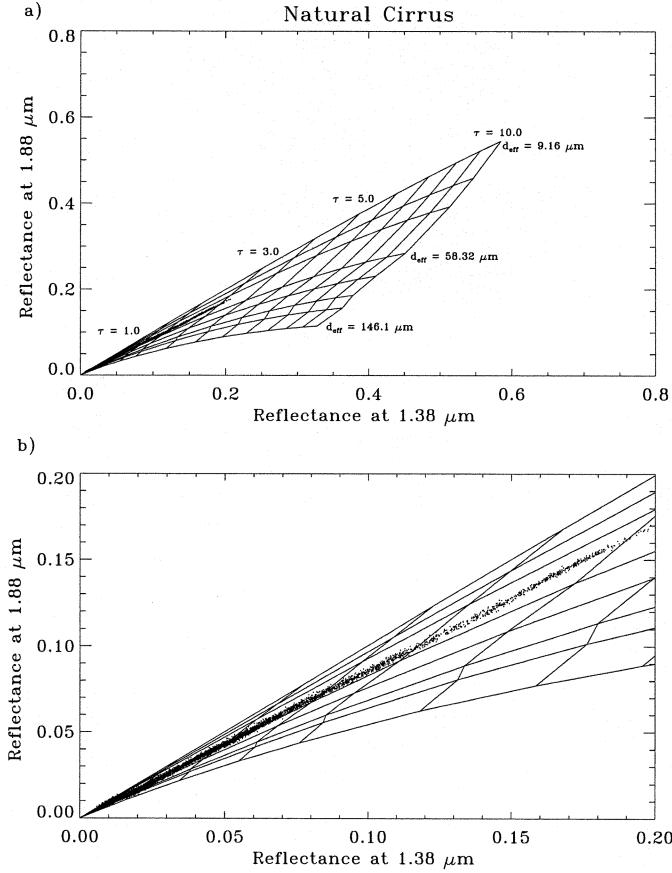 a)
Natural Cirrus
0.8
0.6
0.4
0.2
0.0
Reflectance at 1.88 μm
τ = 10.0
d_eff = 9.16 μm
τ = 5.0
τ = 3.0
d_eff = 58.32 μm
τ = 1.0
d_eff = 146.1 μm
0.0 0.2 0.4 0.6 0.8
Reflectance at 1.38 μm
b)
0.20
0.15
0.10
0.05
0.00
Reflectance at 1.88 μm
0.00 0.05 0.10 0.15 0.20
Reflectance at 1.38 μm